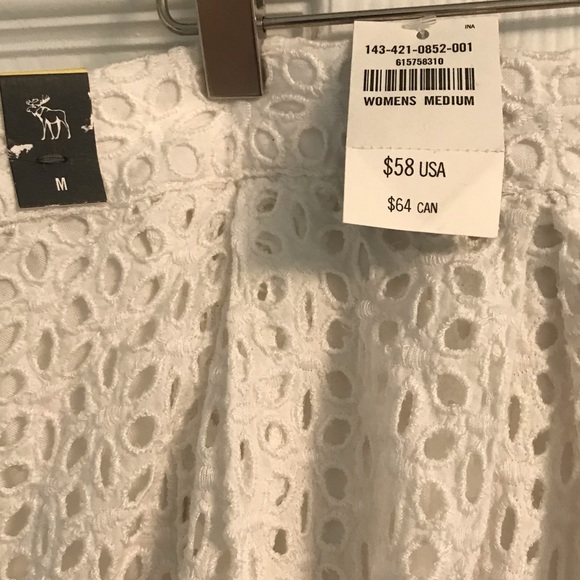 INA
143-421-0852-001
615758310
WOMENS MEDIUM
$58 USA
$64 CAN
M